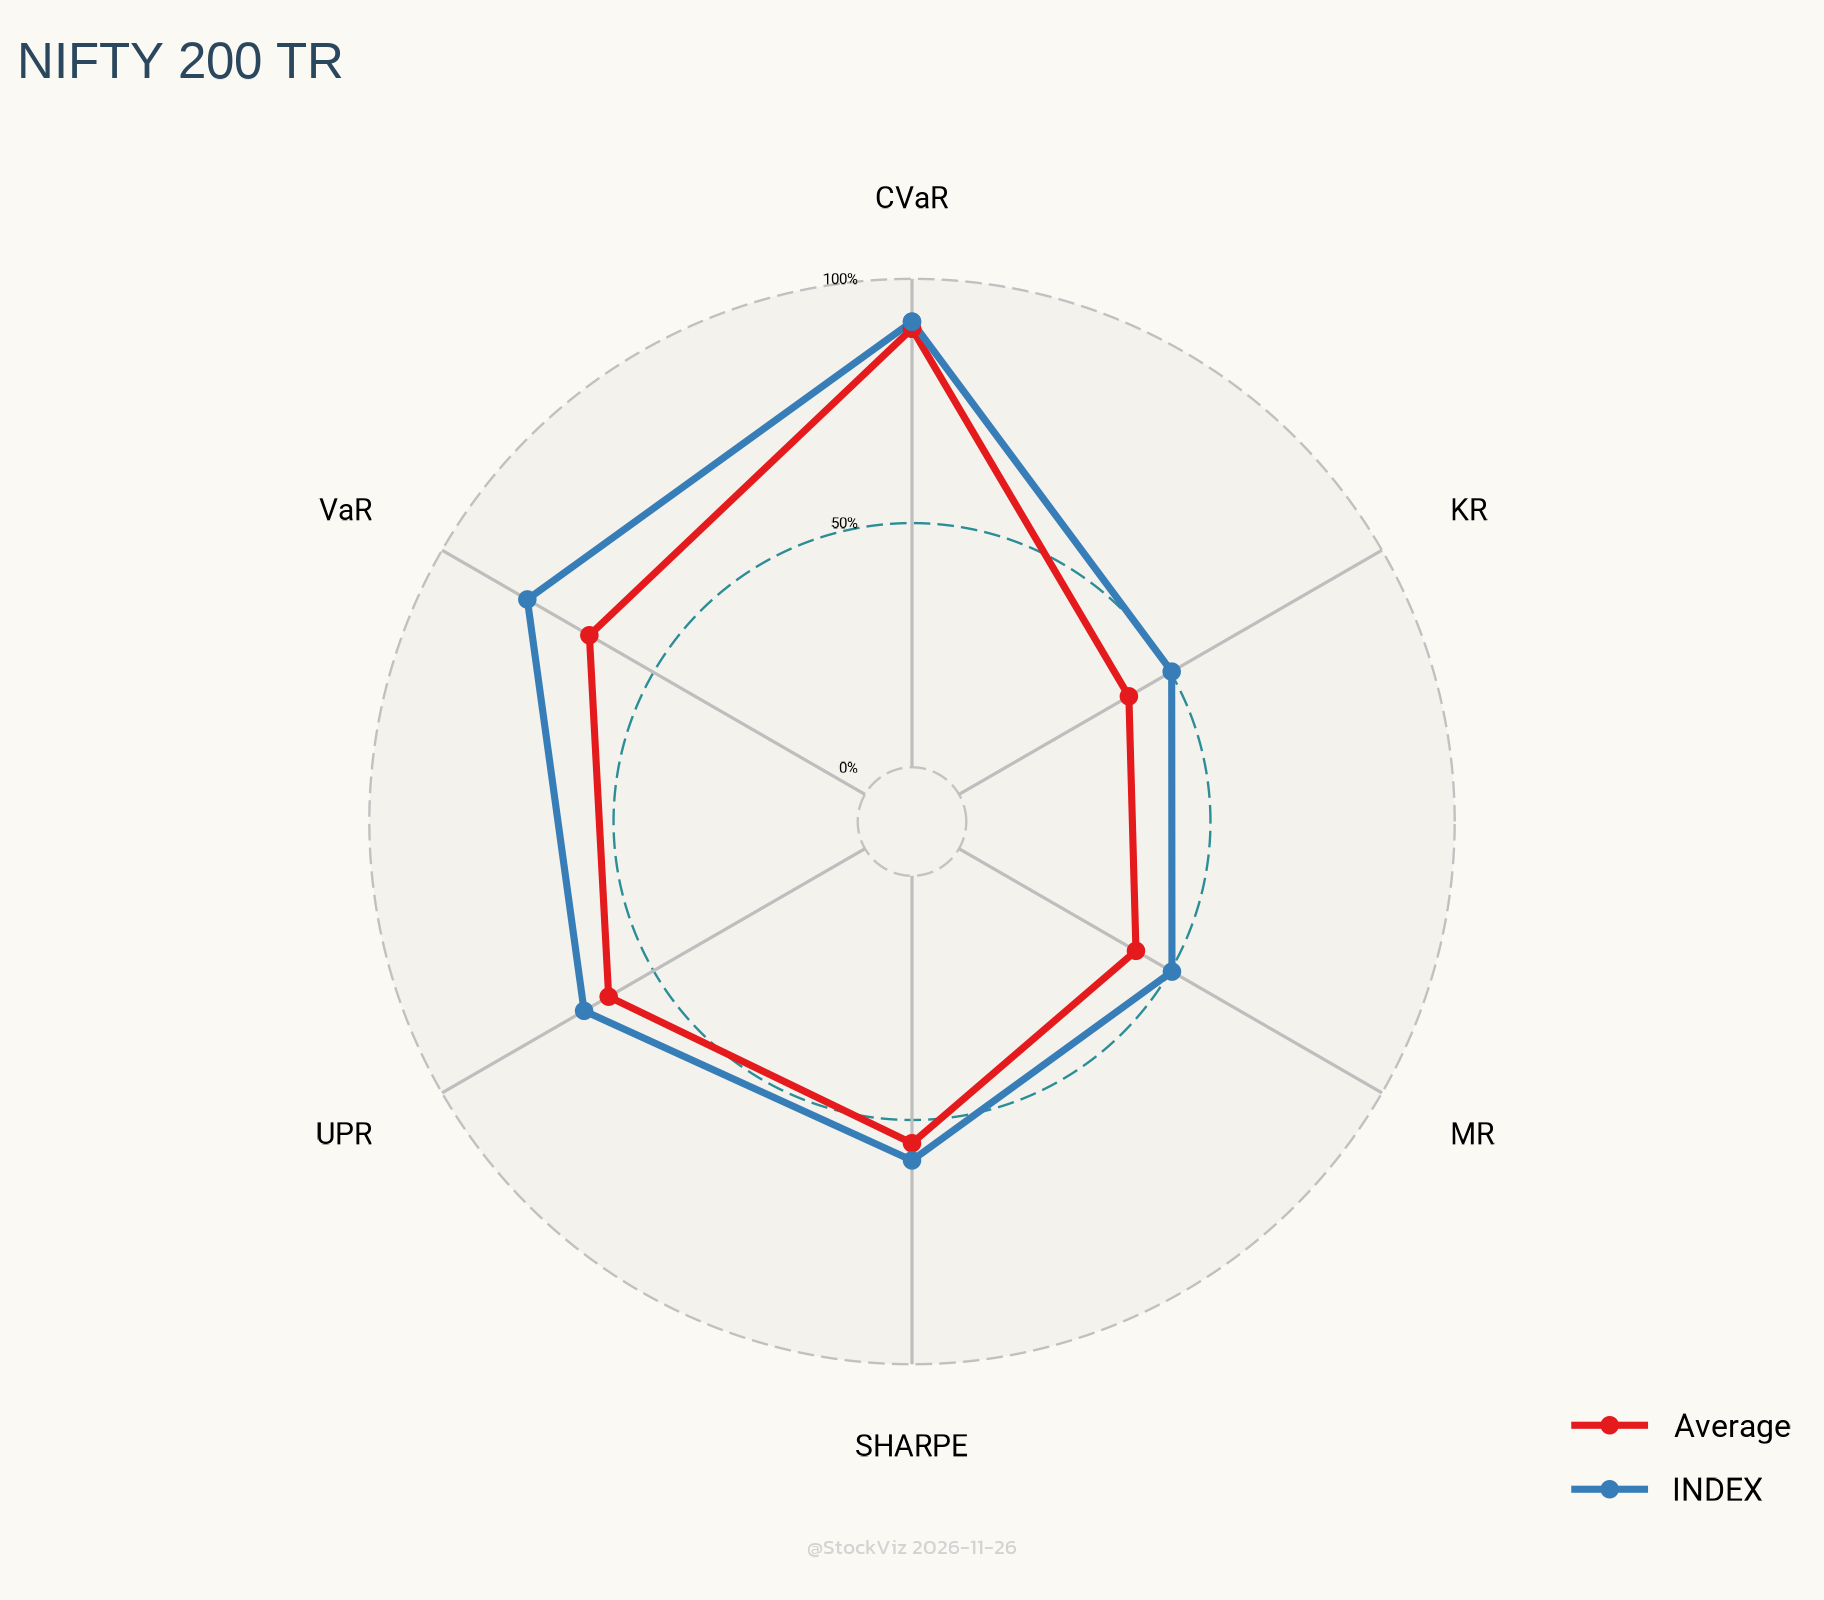 NIFTY 200 TR
CVaR
100%
VaR
KR
50%
0%
UPR
MR
SHARPE
Average
INDEX
@StockViz 2026-11-26